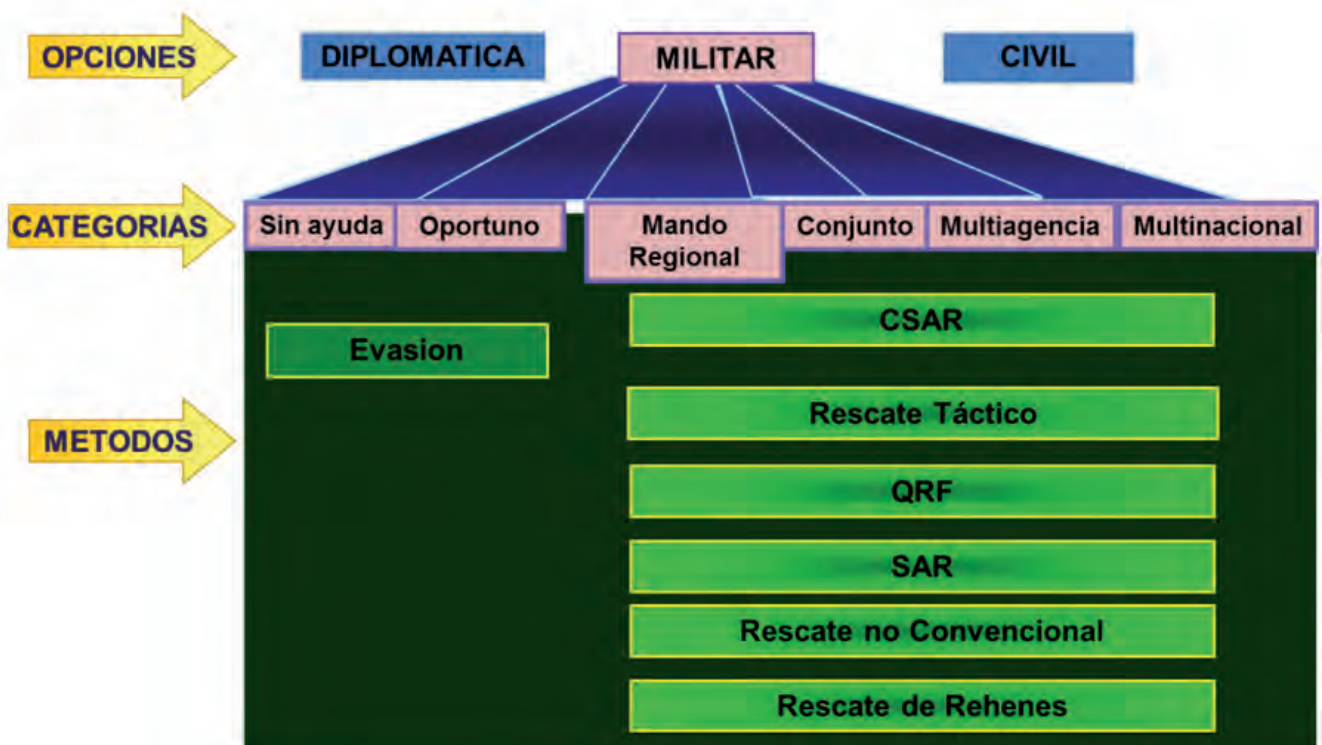 OPCIONES
DIPLOMATICA
MILITAR
CIVIL
CATEGORIAS
Sin ayuda
Oportuno
Mando
Regional
Conjunto
Multiagencia
Multinacional
METODOS
Evasion
CSAR
Rescate Táctico
QRF
SAR
Rescate no Convencional
Rescate de Rehenes